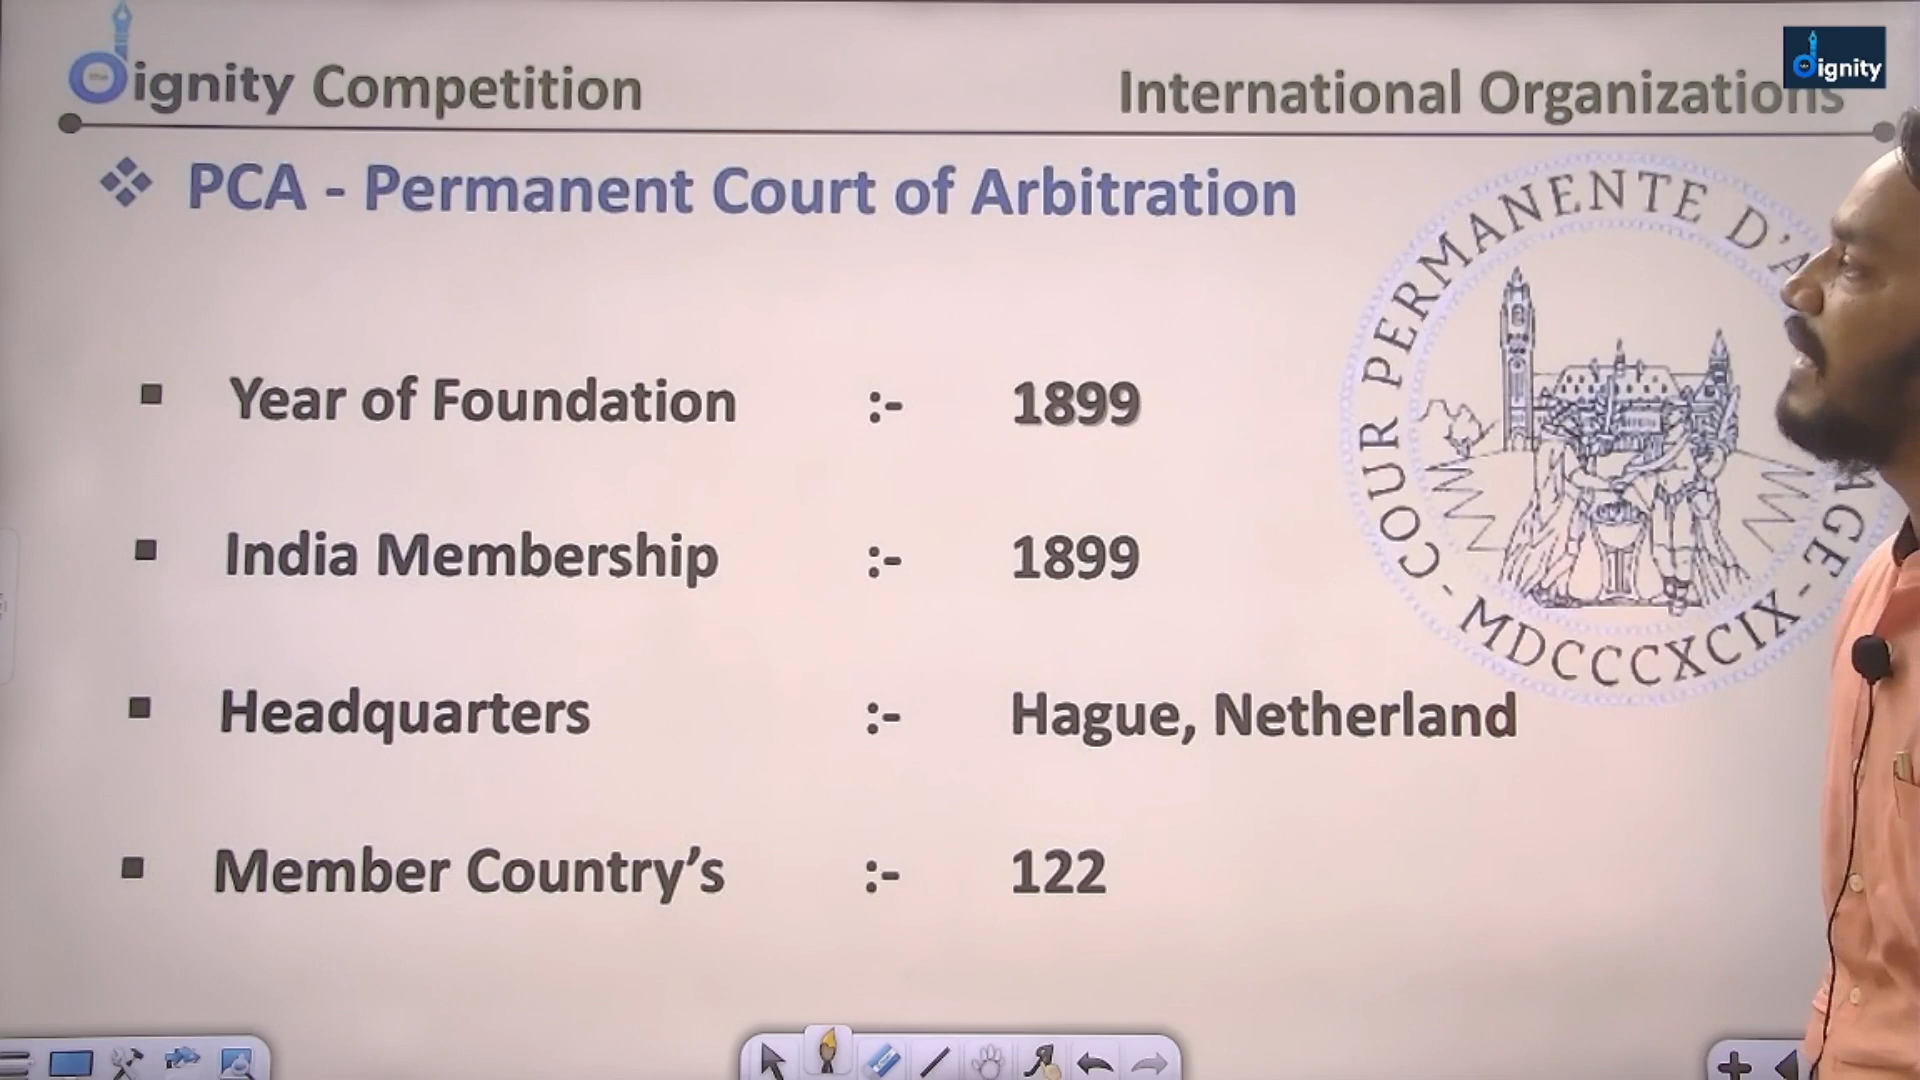 dignity Competition
International Organizations
dignity
PCA - Permanent Court of Arbitration
Year of Foundation :- 1899
India Membership :- 1899
Headquarters :- Hague, Netherland
Member Country's :- 122
COUR PERMANENTE D'A AGE - MDCCCXCIX -